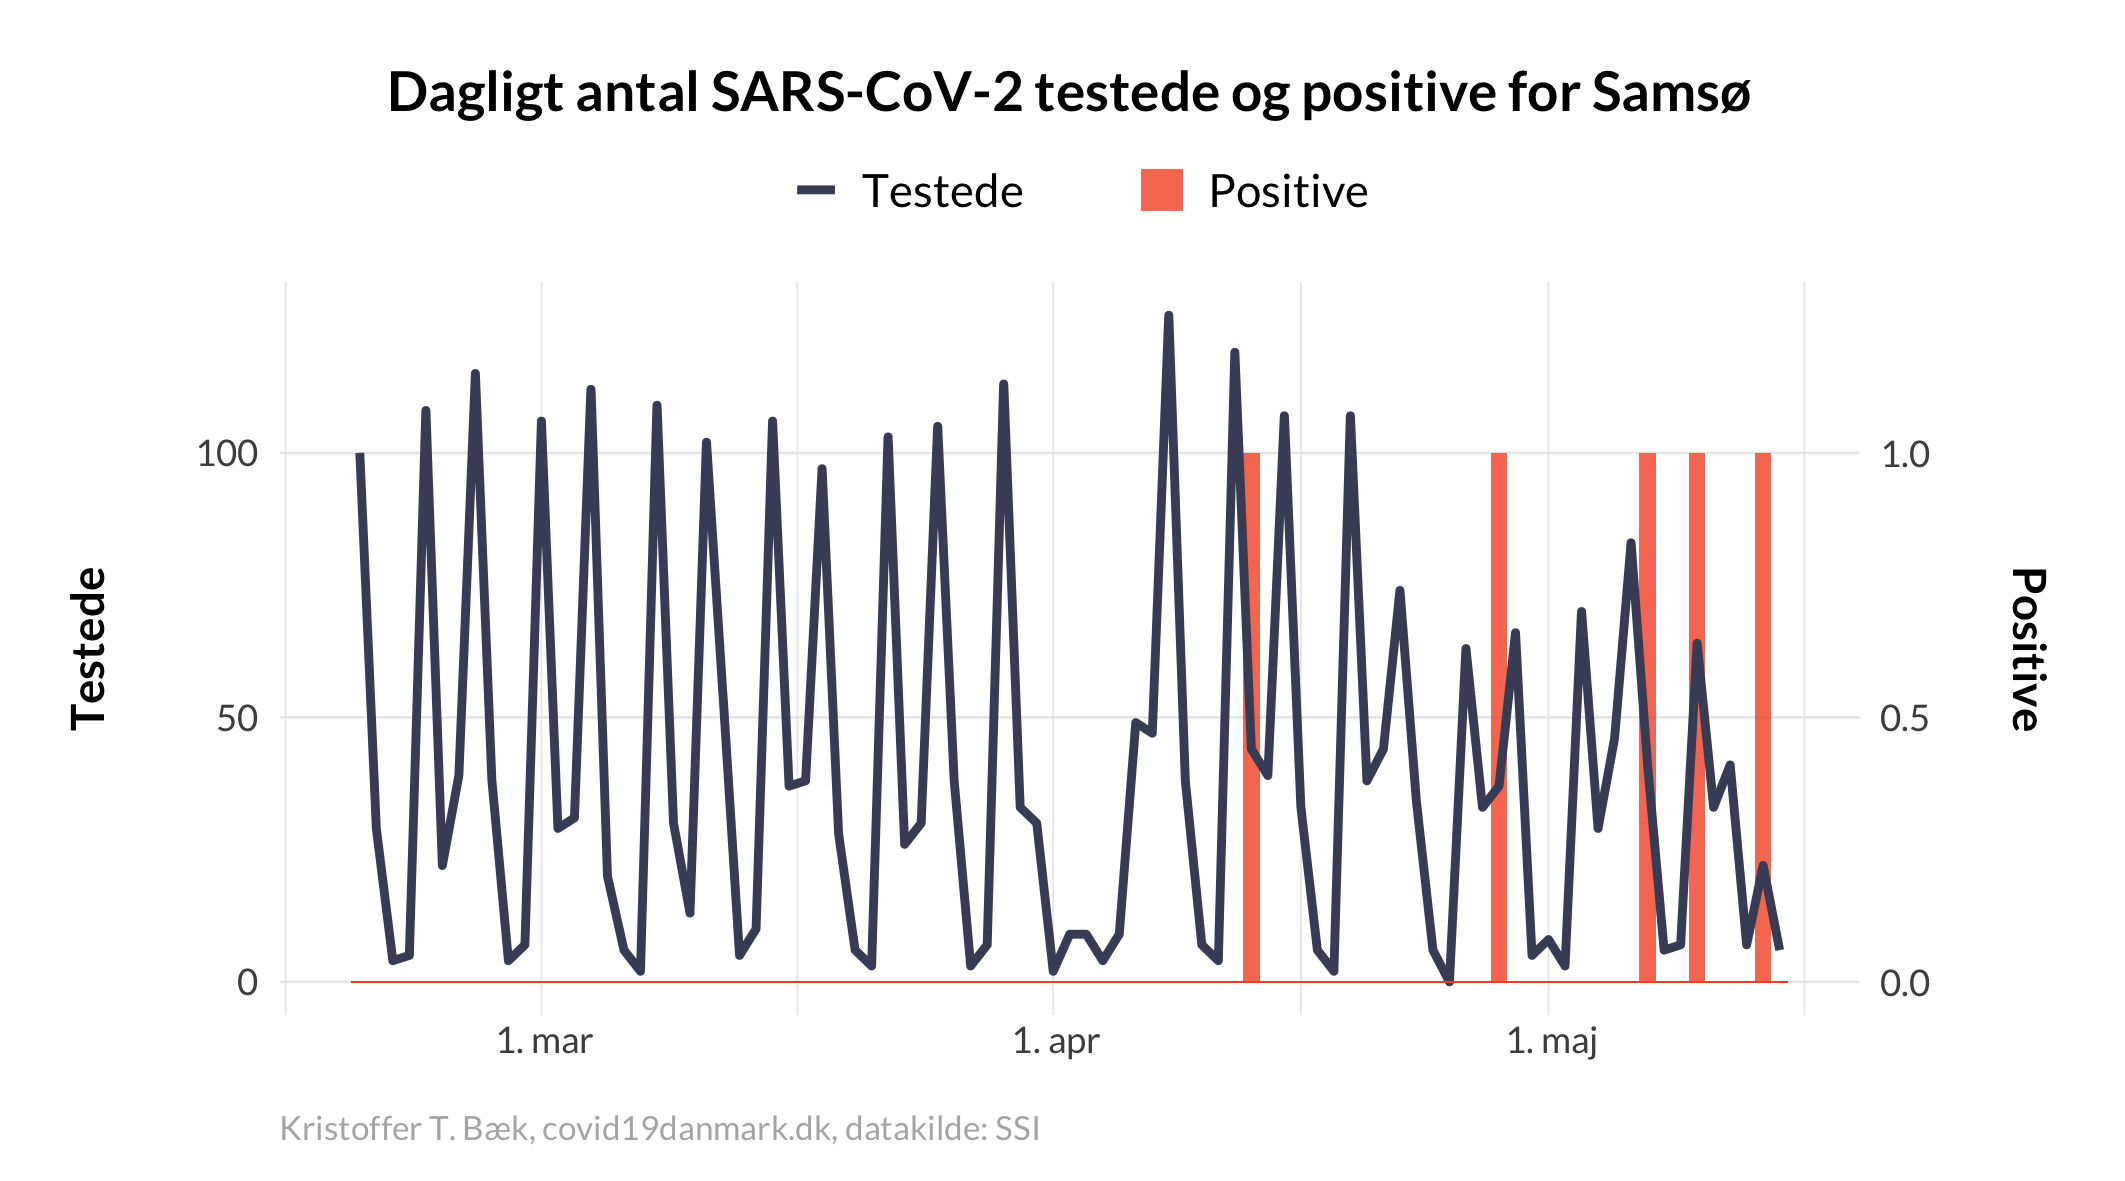 Dagligt antal SARS-CoV-2 testede og positive for Samsø
Testede
Positive
Testede
100
50
0
1.0
0.5
0.0
Positive
1. mar
1. apr
1. maj
Kristoffer T. Bæk, covid19danmark.dk, datakilde: SSI